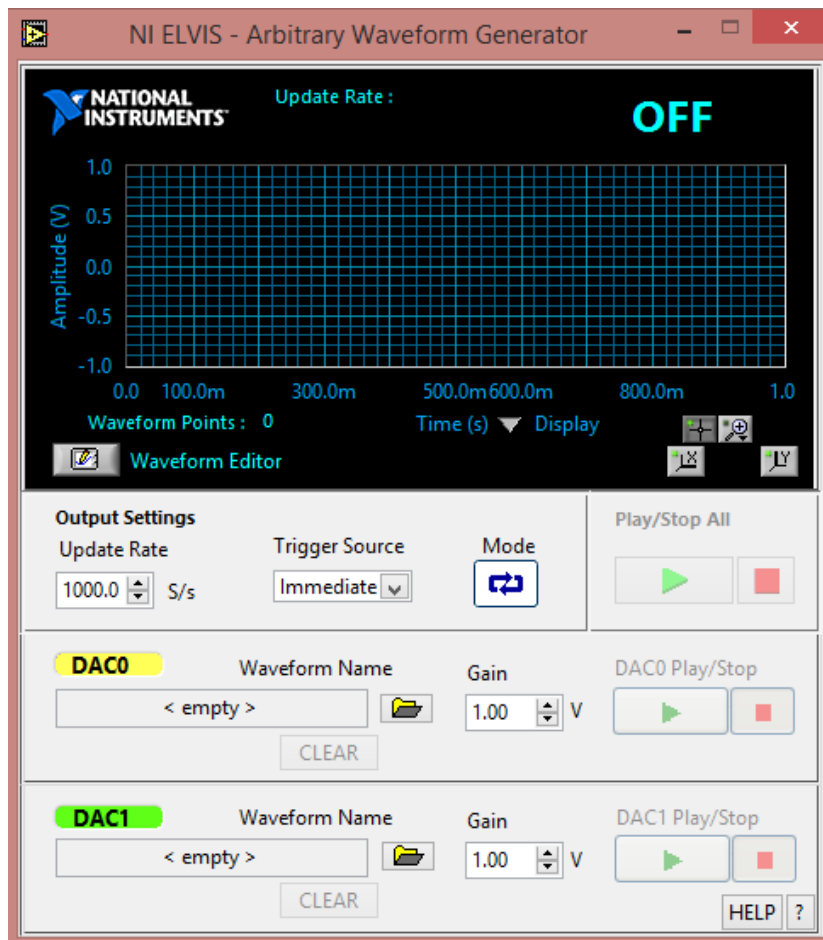 NI ELVIS - Arbitrary Waveform Generator
NATIONAL
INSTRUMENTS™
Update Rate :
OFF
1.0
0.5
0.0
-0.5
-1.0
Amplitude (V)
0.0 100.0m 300.0m 500.0m 600.0m 800.0m 1.0
Waveform Points : 0
Time (s) Display
Waveform Editor
X
Y
Output Settings
Update Rate
1000.0 S/s
Trigger Source
Immediate
Mode
Play/Stop All
DAC0
Waveform Name
< empty >
CLEAR
Gain
1.00 V
DAC0 Play/Stop
DAC1
Waveform Name
< empty >
CLEAR
Gain
1.00 V
DAC1 Play/Stop
HELP ?